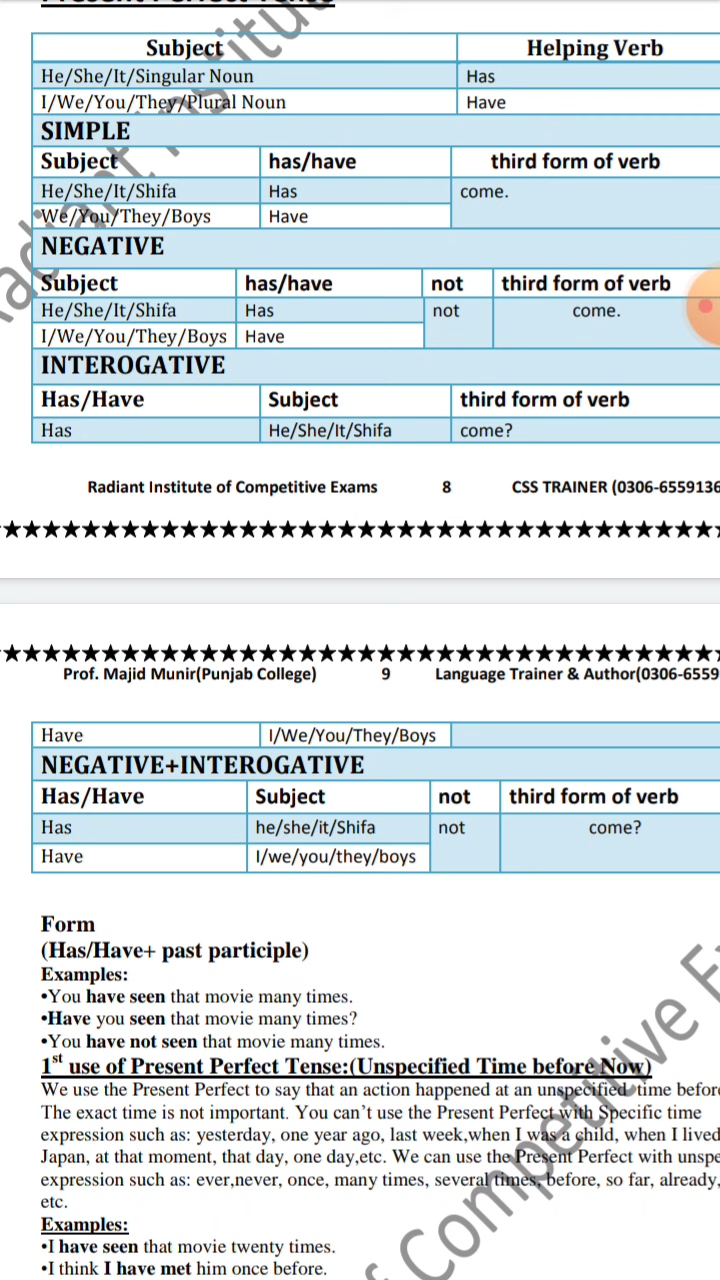 Present Perfect Tense
Subject Helping Verb
He/She/It/Singular Noun Has
I/We/You/They/Plural Noun Have
SIMPLE
Subject has/have third form of verb
He/She/It/Shifa Has come.
We/You/They/Boys Have
NEGATIVE
Subject has/have not third form of verb
He/She/It/Shifa Has not come.
I/We/You/They/Boys Have
INTEROGATIVE
Has/Have Subject third form of verb
Has He/She/It/Shifa come?
Radiant Institute of Competitive Exams 8 CSS TRAINER (0306-6559136
★★★★★★★★★★★★★★★★★★★★★★★★★★★★★★★★★★★★
★★★★★★★★★★★★★★★★★★★★★★★★★★★★★★★★★★★★
Prof. Majid Munir(Punjab College) 9 Language Trainer & Author(0306-6559
Have I/We/You/They/Boys
NEGATIVE+INTEROGATIVE
Has/Have Subject not third form of verb
Has he/she/it/Shifa not come?
Have I/we/you/they/boys
Form
(Has/Have+ past participle)
Examples:
•You have seen that movie many times.
•Have you seen that movie many times?
•You have not seen that movie many times.
1st use of Present Perfect Tense:(Unspecified Time before Now)
We use the Present Perfect to say that an action happened at an unspecified time befor
The exact time is not important. You can't use the Present Perfect with Specific time
expression such as: yesterday, one year ago, last week,when I was a child, when I lived
Japan, at that moment, that day, one day,etc. We can use the Present Perfect with unspe
expression such as: ever,never, once, many times, several times, before, so far, already,
etc.
Examples:
•I have seen that movie twenty times.
•I think I have met him once before.
adiant Institu
f Competitive E